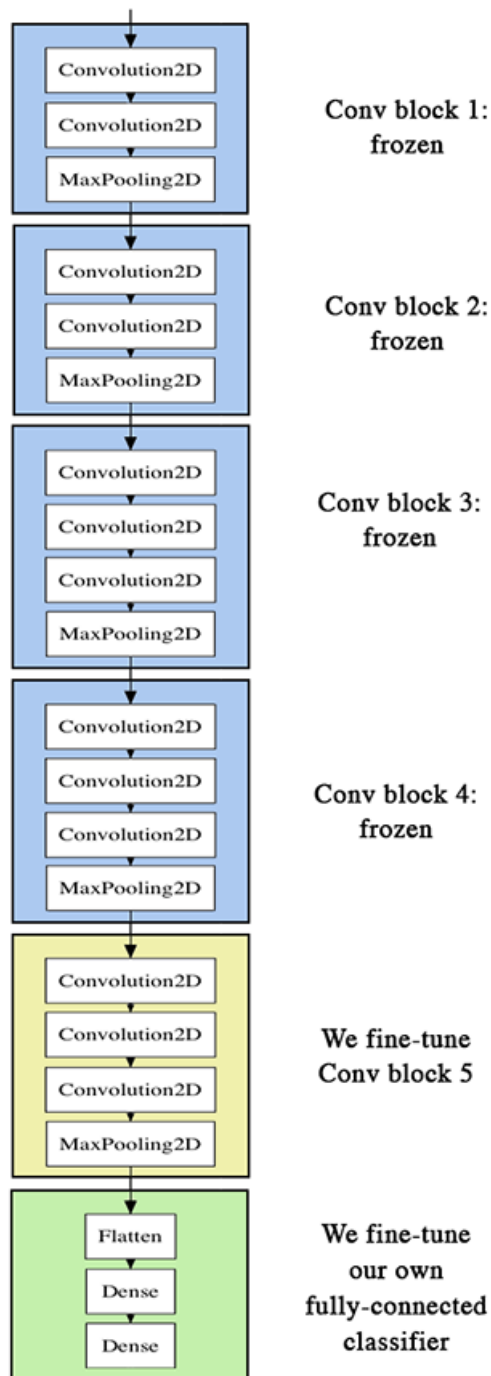 Convolution2D
Convolution2D
MaxPooling2D
Conv block 1:
frozen
Convolution2D
Convolution2D
MaxPooling2D
Conv block 2:
frozen
Convolution2D
Convolution2D
Convolution2D
MaxPooling2D
Conv block 3:
frozen
Convolution2D
Convolution2D
Convolution2D
MaxPooling2D
Conv block 4:
frozen
Convolution2D
Convolution2D
Convolution2D
MaxPooling2D
We fine-tune
Conv block 5
Flatten
Dense
Dense
We fine-tune
our own
fully-connected
classifier